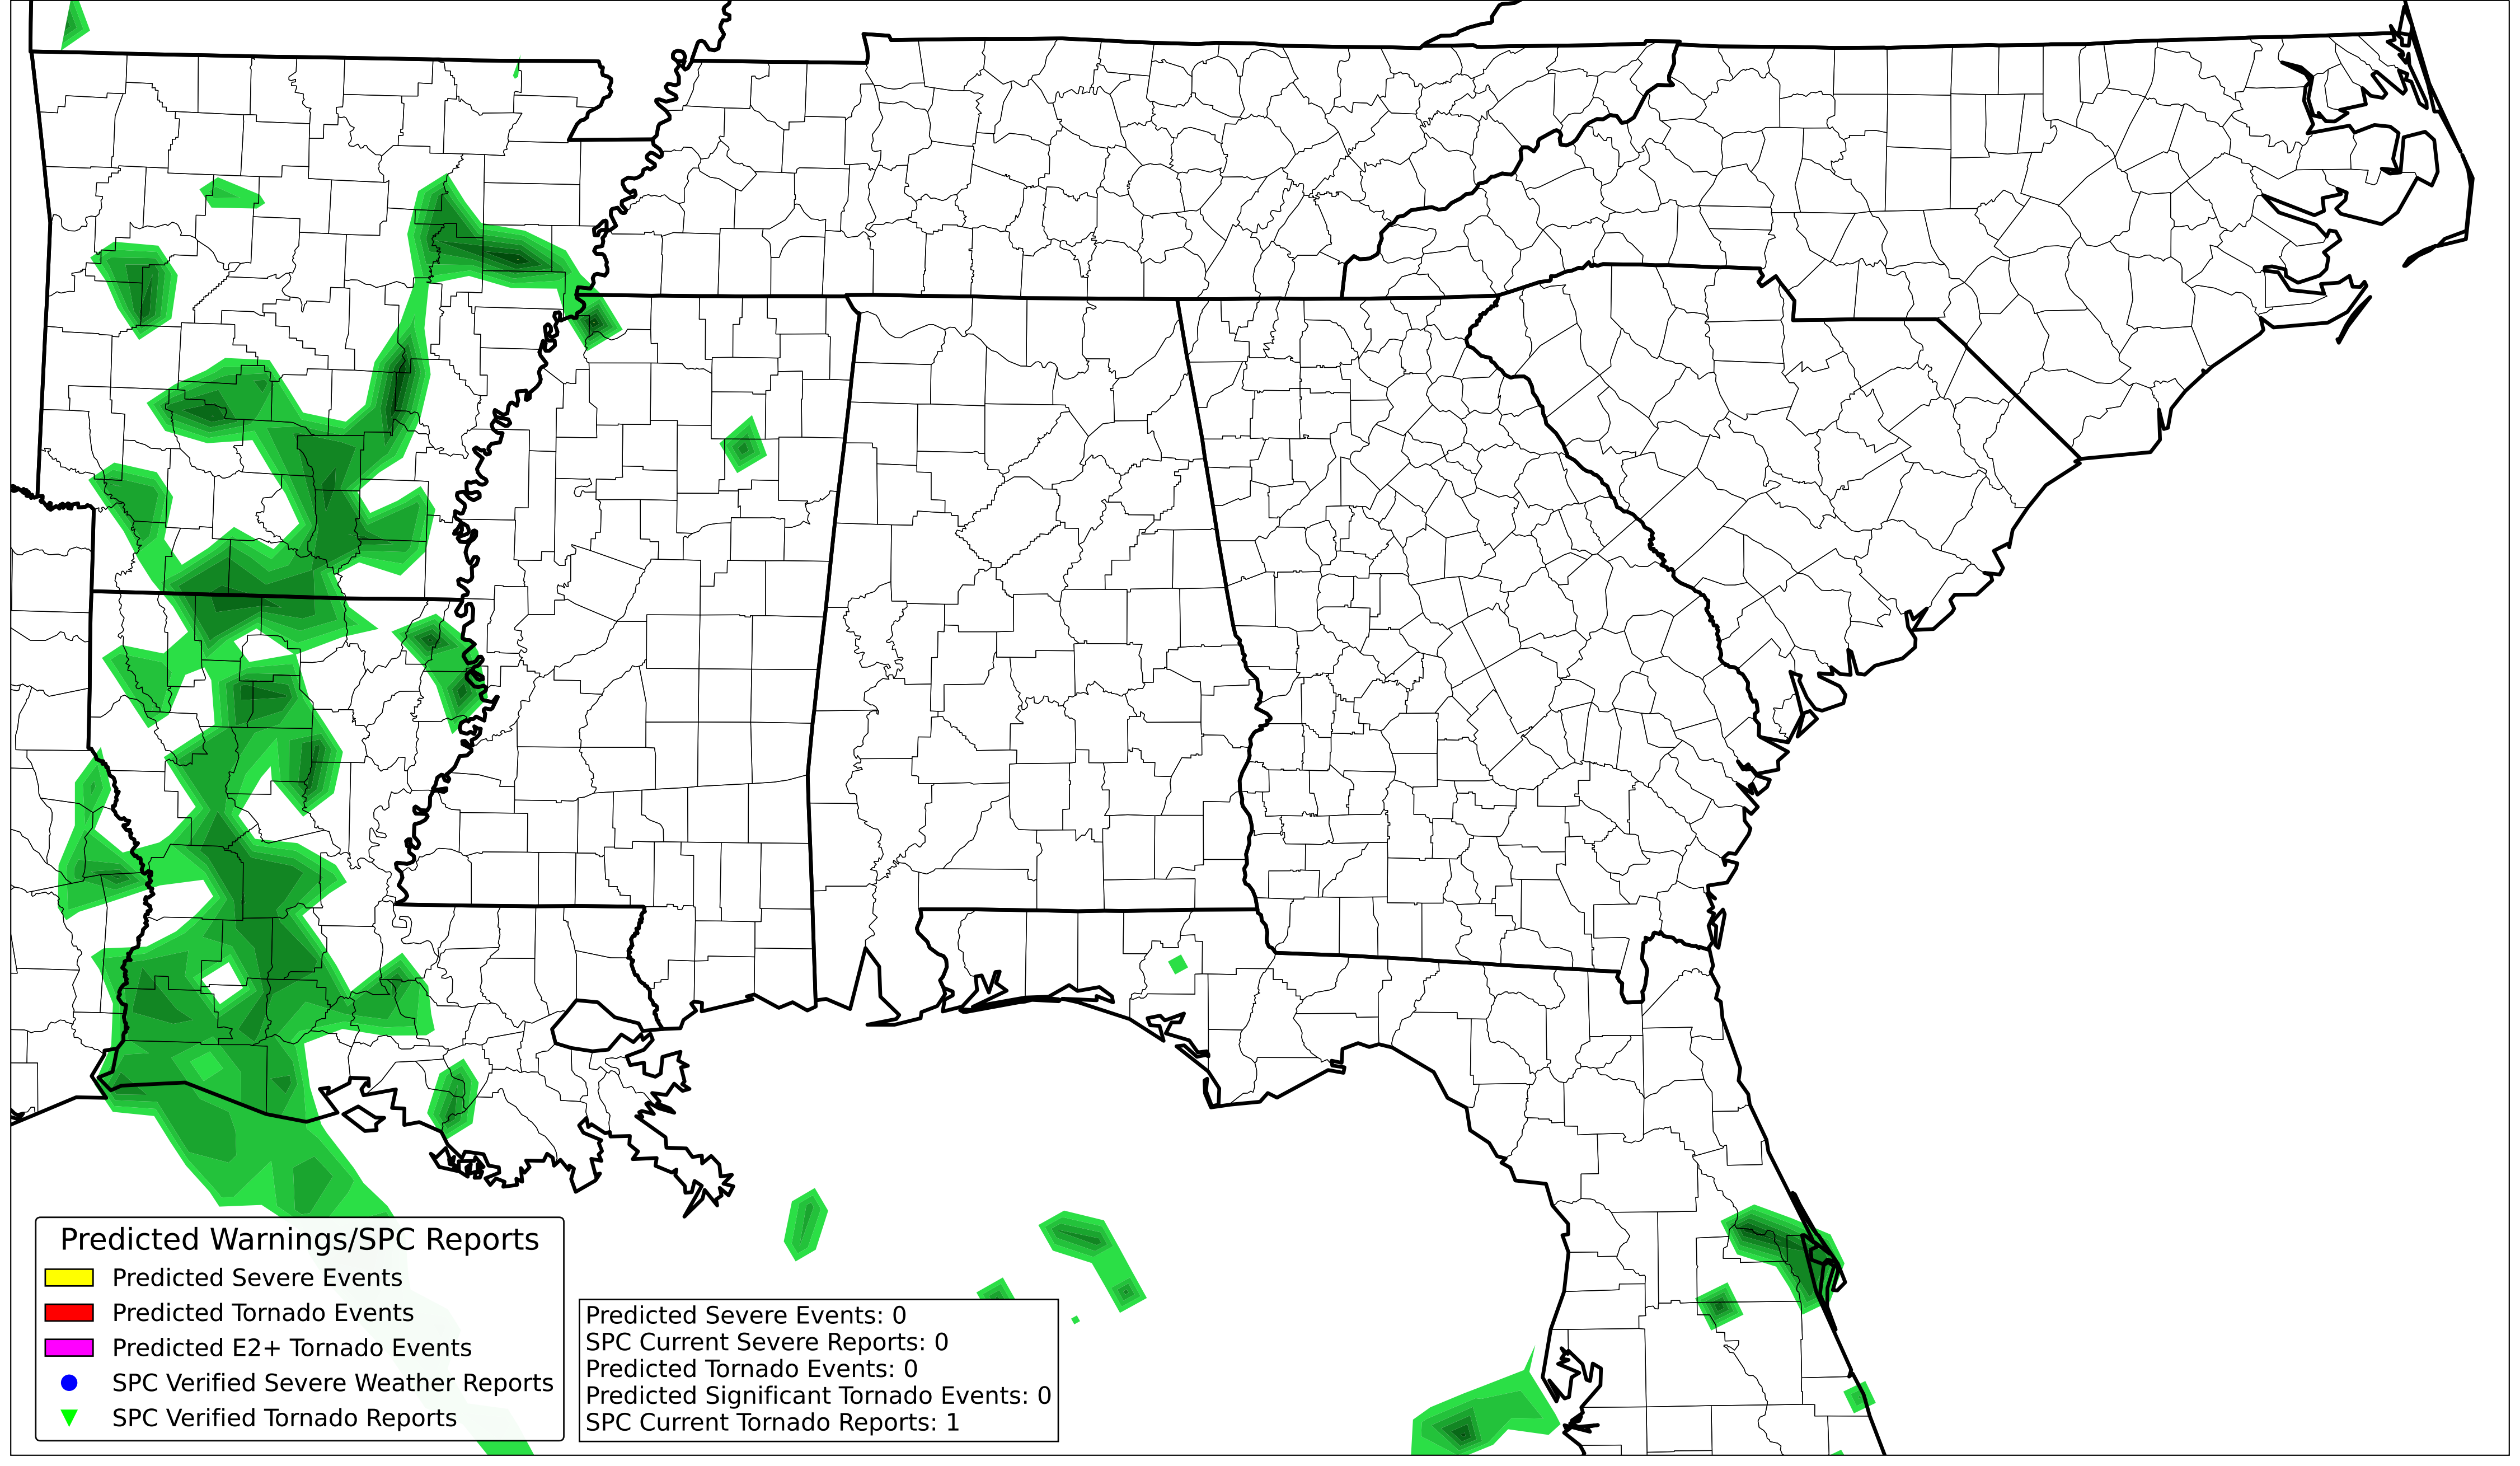 Predicted Warnings/SPC Reports
Predicted Severe Events
Predicted Tornado Events
Predicted E2+ Tornado Events
SPC Verified Severe Weather Reports
SPC Verified Tornado Reports
Predicted Severe Events: 0
SPC Current Severe Reports: 0
Predicted Tornado Events: 0
Predicted Significant Tornado Events: 0
SPC Current Tornado Reports: 1